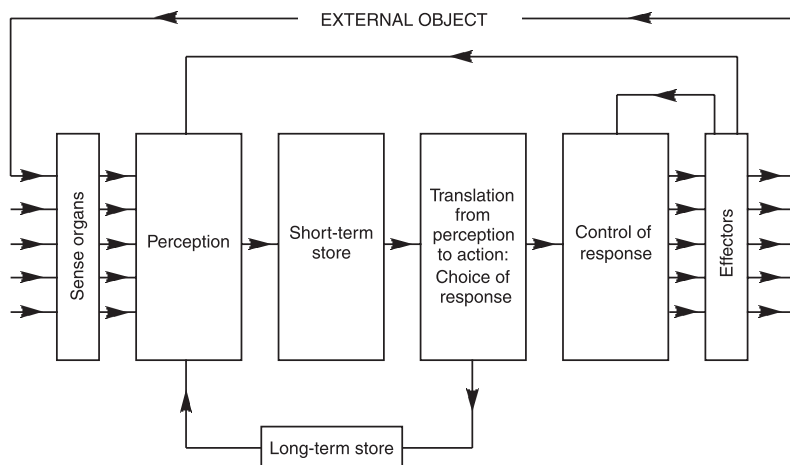 EXTERNAL OBJECT
Sense organs
Perception
Short-term
store
Translation
from
perception
to action:
Choice of
response
Control of
response
Effectors
Long-term store